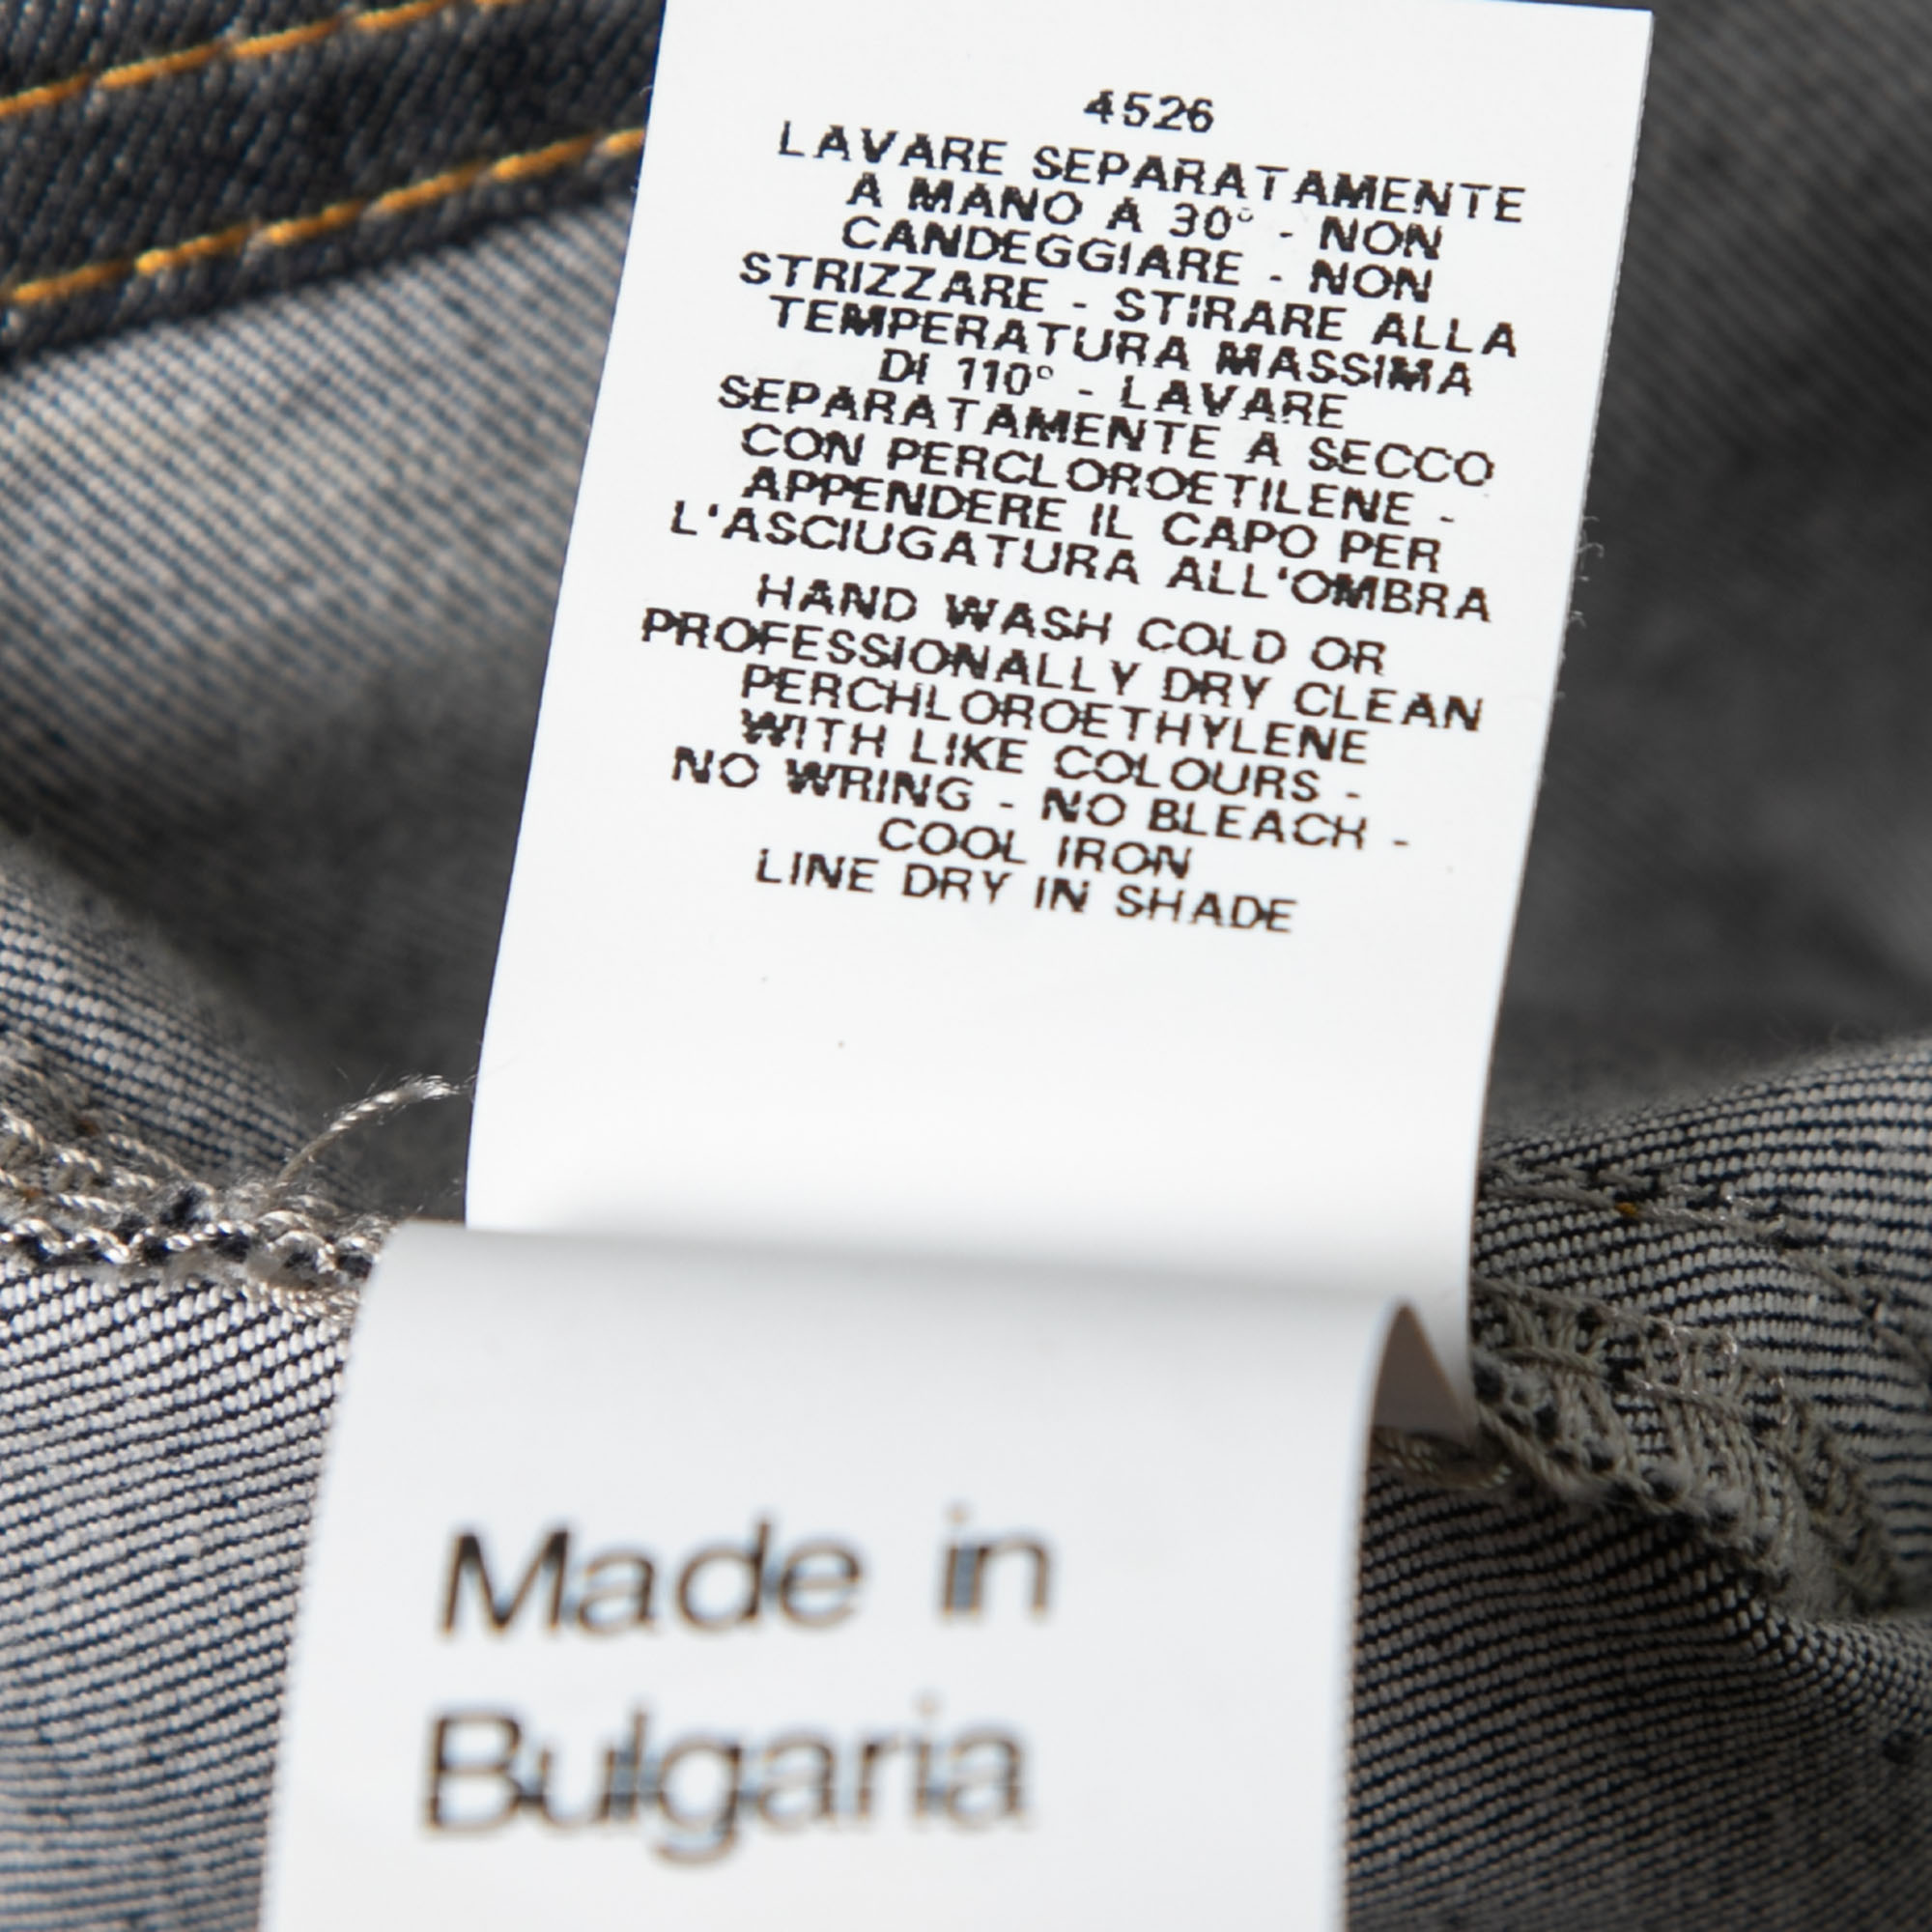 4526
LAVARE SEPARATAMENTE
A MANO A 30° - NON
CANDEGGIARE - NON
STRIZZARE - STIRARE ALLA
TEMPERATURA MASSIMA
DI 110° - LAVARE
SEPARATAMENTE A SECCO
CON PERCLOROETILENE -
APPENDERE IL CAPO PER
L'ASCIUGATURA ALL'OMBRA
HAND WASH COLD OR
PROFESSIONALLY DRY CLEAN
PERCHLOROETHYLENE
WITH LIKE COLOURS -
NO WRING - NO BLEACH -
COOL IRON
LINE DRY IN SHADE
Made in
Bulgaria